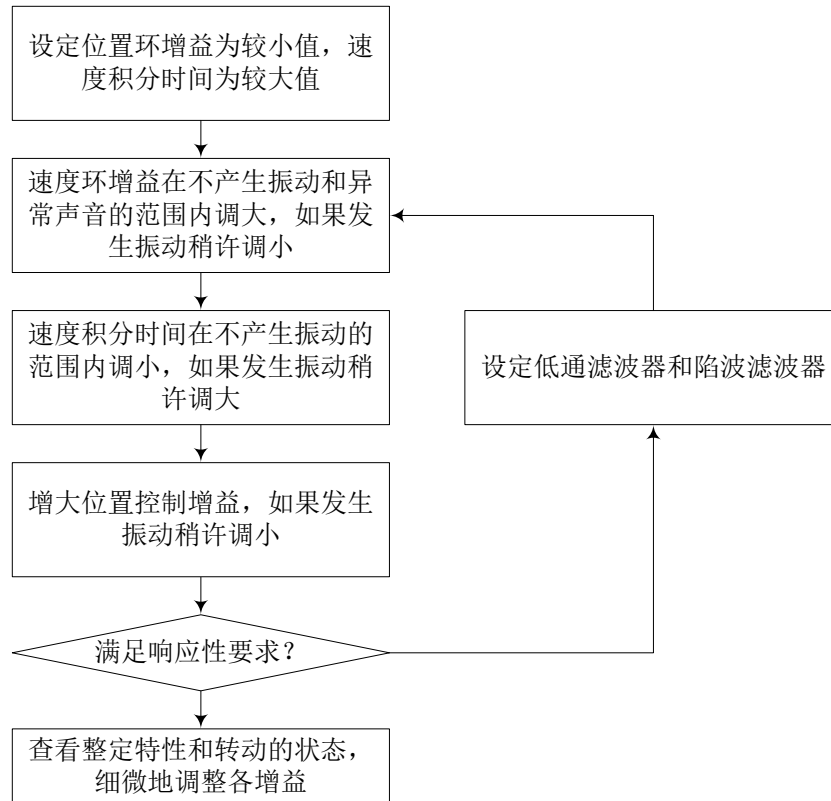 设定位置环增益为较小值，速
度积分时间为较大值
速度环增益在不产生振动和异
常声音的范围内调大，如果发
生振动稍许调小
速度积分时间在不产生振动的
范围内调小，如果发生振动稍
许调大
设定低通滤波器和陷波滤波器
增大位置控制增益，如果发生
振动稍许调小
满足响应性要求？
查看整定特性和转动的状态，
细微地调整各增益